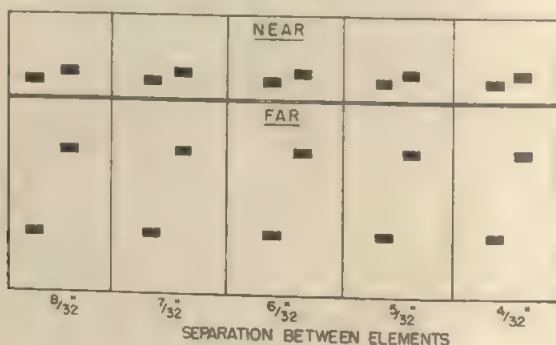 NEAR
FAR
8/32" 7/32" 6/32" 5/32" 4/32"
SEPARATION BETWEEN ELEMENTS